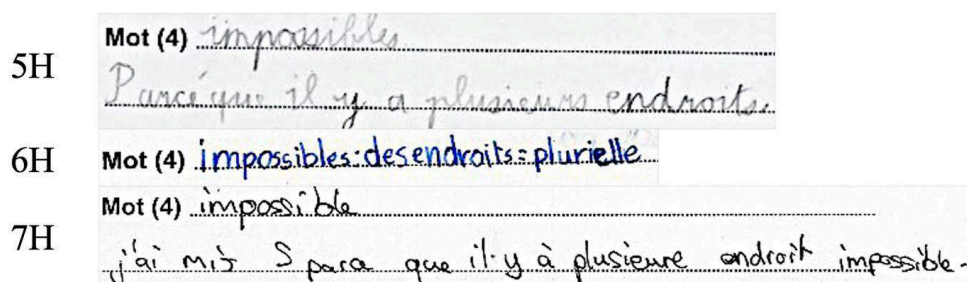 5H
Mot (4) impossibles
Parcé que il y a plusieurs endroits.
6H
Mot (4) impossibles: des endroits = plurielle
7H
Mot (4) impossible
j'ai mis S parce que il y à plusieure endroit impossible.